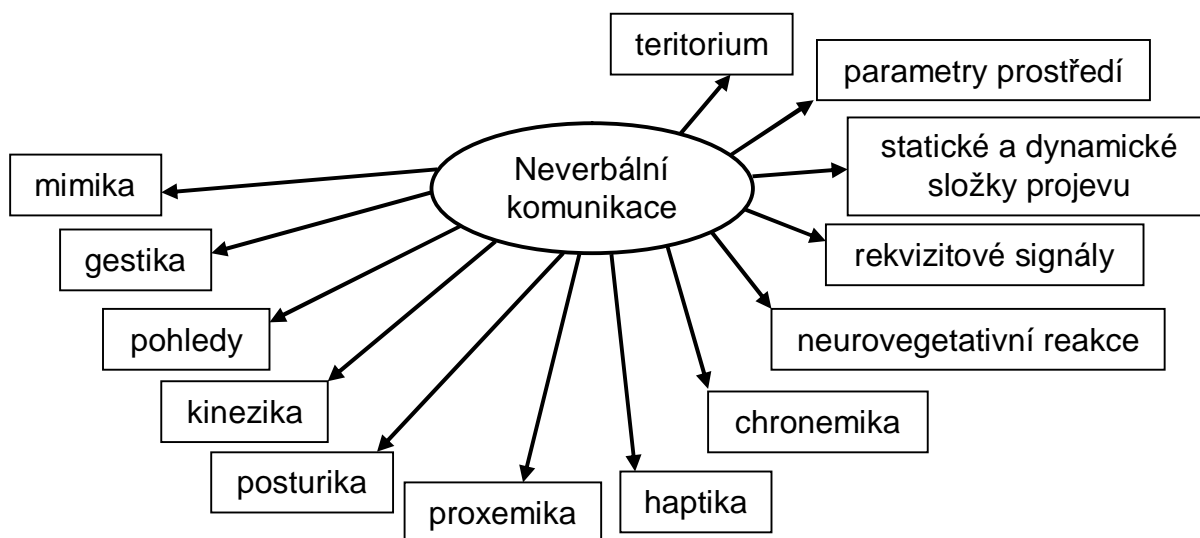 teritorium
parametry prostředí
Neverbální
komunikace
statické a dynamické
složky projevu
mimika
gestika
rekvizitové signály
pohledy
neurovegetativní reakce
kinezika
chronemika
posturika
proxemika
haptika